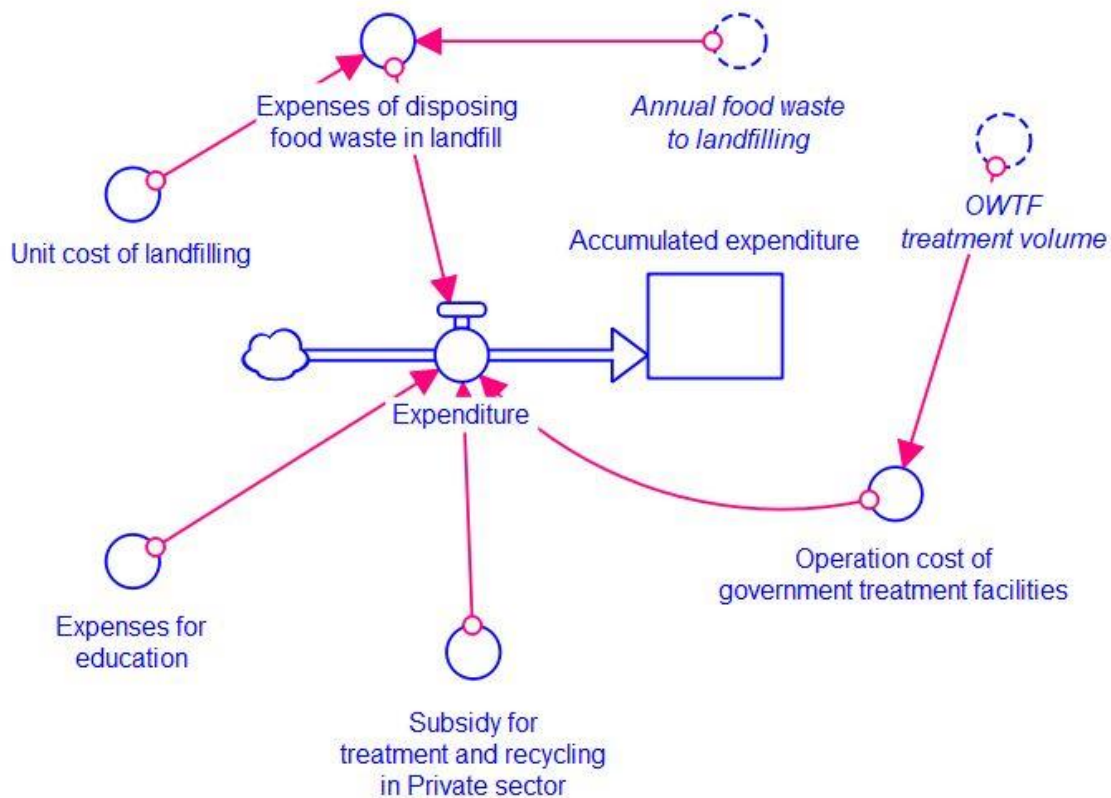 Expenses of disposing
food waste in landfill
Annual food waste
to landfilling
OWTF
treatment volume
Unit cost of landfilling
Accumulated expenditure
Expenditure
Operation cost of
government treatment facilities
Expenses for
education
Subsidy for
treatment and recycling
in Private sector